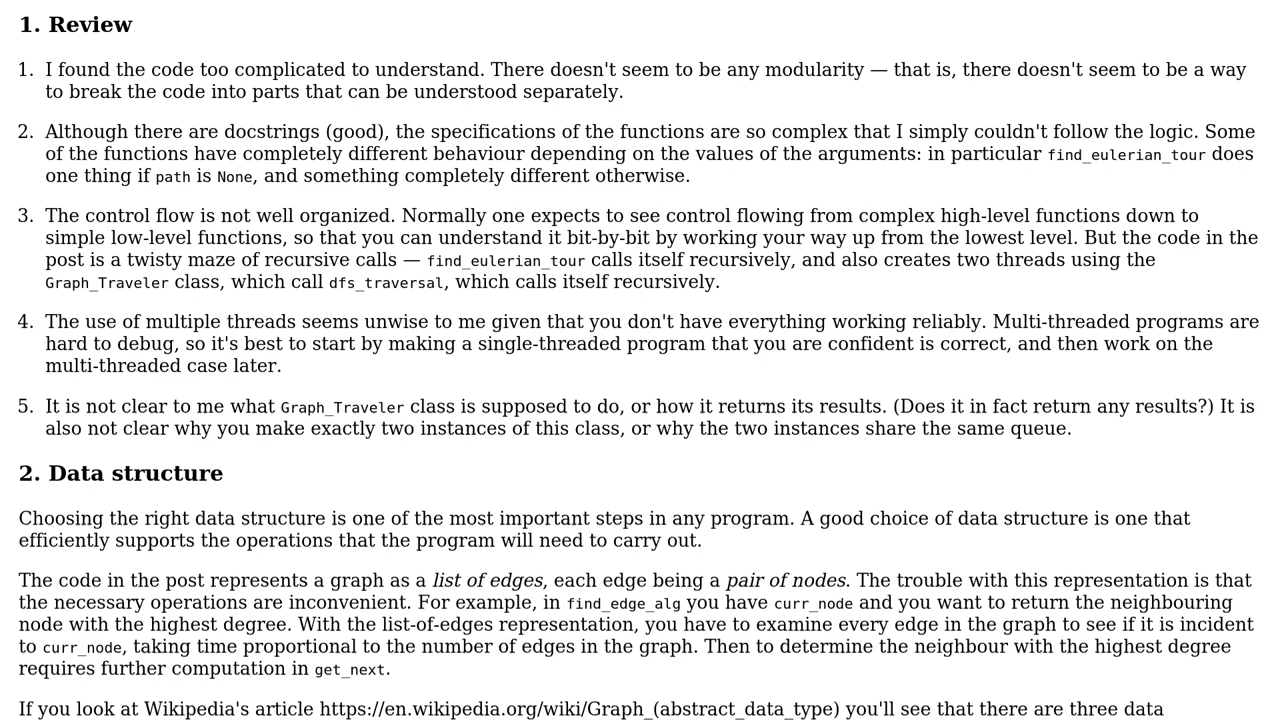 1. Review
1. I found the code too complicated to understand. There doesn't seem to be any modularity — that is, there doesn't seem to be a way
to break the code into parts that can be understood separately.
2. Although there are docstrings (good), the specifications of the functions are so complex that I simply couldn't follow the logic. Some
of the functions have completely different behaviour depending on the values of the arguments: in particular find_eulerian_tour does
one thing if path is None, and something completely different otherwise.
3. The control flow is not well organized. Normally one expects to see control flowing from complex high-level functions down to
simple low-level functions, so that you can understand it bit-by-bit by working your way up from the lowest level. But the code in the
post is a twisty maze of recursive calls — find_eulerian_tour calls itself recursively, and also creates two threads using the
Graph_Traveler class, which call dfs_traversal, which calls itself recursively.
4. The use of multiple threads seems unwise to me given that you don't have everything working reliably. Multi-threaded programs are
hard to debug, so it's best to start by making a single-threaded program that you are confident is correct, and then work on the
multi-threaded case later.
5. It is not clear to me what Graph_Traveler class is supposed to do, or how it returns its results. (Does it in fact return any results?) It is
also not clear why you make exactly two instances of this class, or why the two instances share the same queue.
2. Data structure
Choosing the right data structure is one of the most important steps in any program. A good choice of data structure is one that
efficiently supports the operations that the program will need to carry out.
The code in the post represents a graph as a list of edges, each edge being a pair of nodes. The trouble with this representation is that
the necessary operations are inconvenient. For example, in find_edge_alg you have curr_node and you want to return the neighbouring
node with the highest degree. With the list-of-edges representation, you have to examine every edge in the graph to see if it is incident
to curr_node, taking time proportional to the number of edges in the graph. Then to determine the neighbour with the highest degree
requires further computation in get_next.
If you look at Wikipedia's article https://en.wikipedia.org/wiki/Graph_(abstract_data_type) you'll see that there are three data